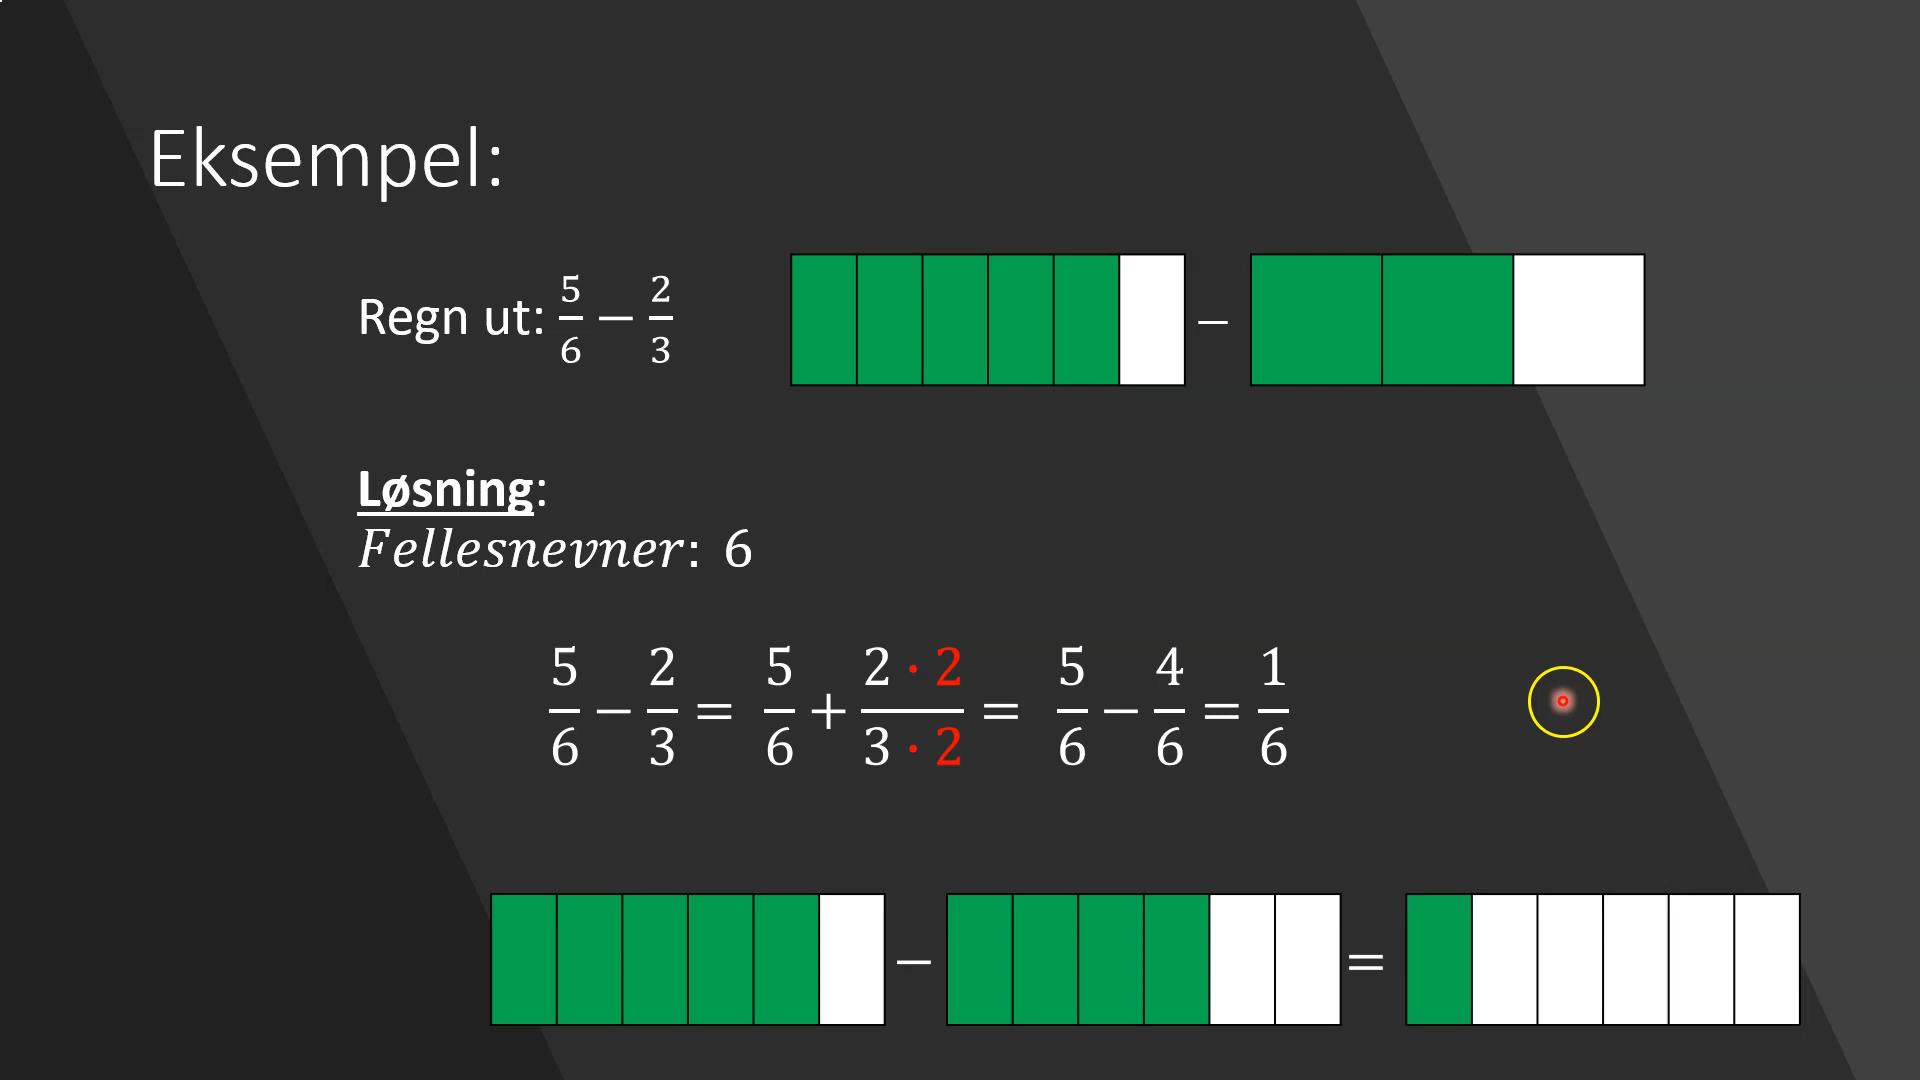 Eksempel:
Regn ut: 5/6 − 2/3
−
Løsning:
Fellesnevner: 6
5/6 − 2/3 = 5/6 + 2 · 2/3 · 2 = 5/6 − 4/6 = 1/6
− =